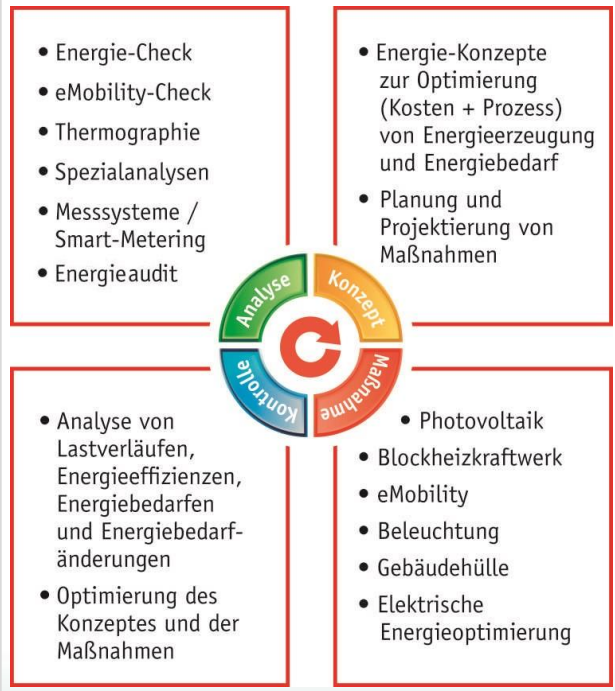 • Energie-Check
• eMobility-Check
• Thermographie
• Spezialanalysen
• Messsysteme /
Smart-Metering
• Energieaudit
• Energie-Konzepte
zur Optimierung
(Kosten + Prozess)
von Energieerzeugung
und Energiebedarf
• Planung und
Projektierung von
Maßnahmen
Analyse
Konzept
Kontrolle
Maßnahme
• Analyse von
Lastverläufen,
Energieeffizienzen,
Energiebedarfen
und Energiebedarf-
änderungen
• Optimierung des
Konzeptes und der
Maßnahmen
• Photovoltaik
• Blockheizkraftwerk
• eMobility
• Beleuchtung
• Gebäudehülle
• Elektrische
Energieoptimierung